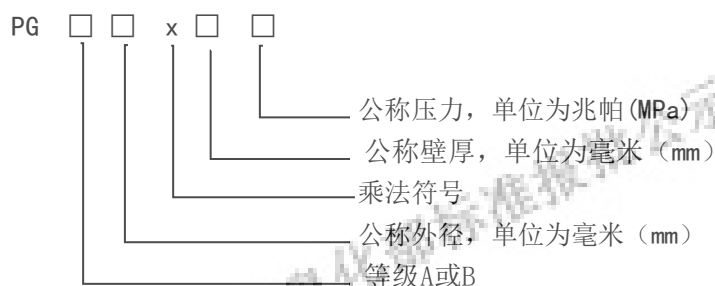 PG □ □ x □ □
公称压力，单位为兆帕(MPa)
公称壁厚，单位为毫米（mm）
乘法符号
公称外径，单位为毫米（mm）
等级A或B